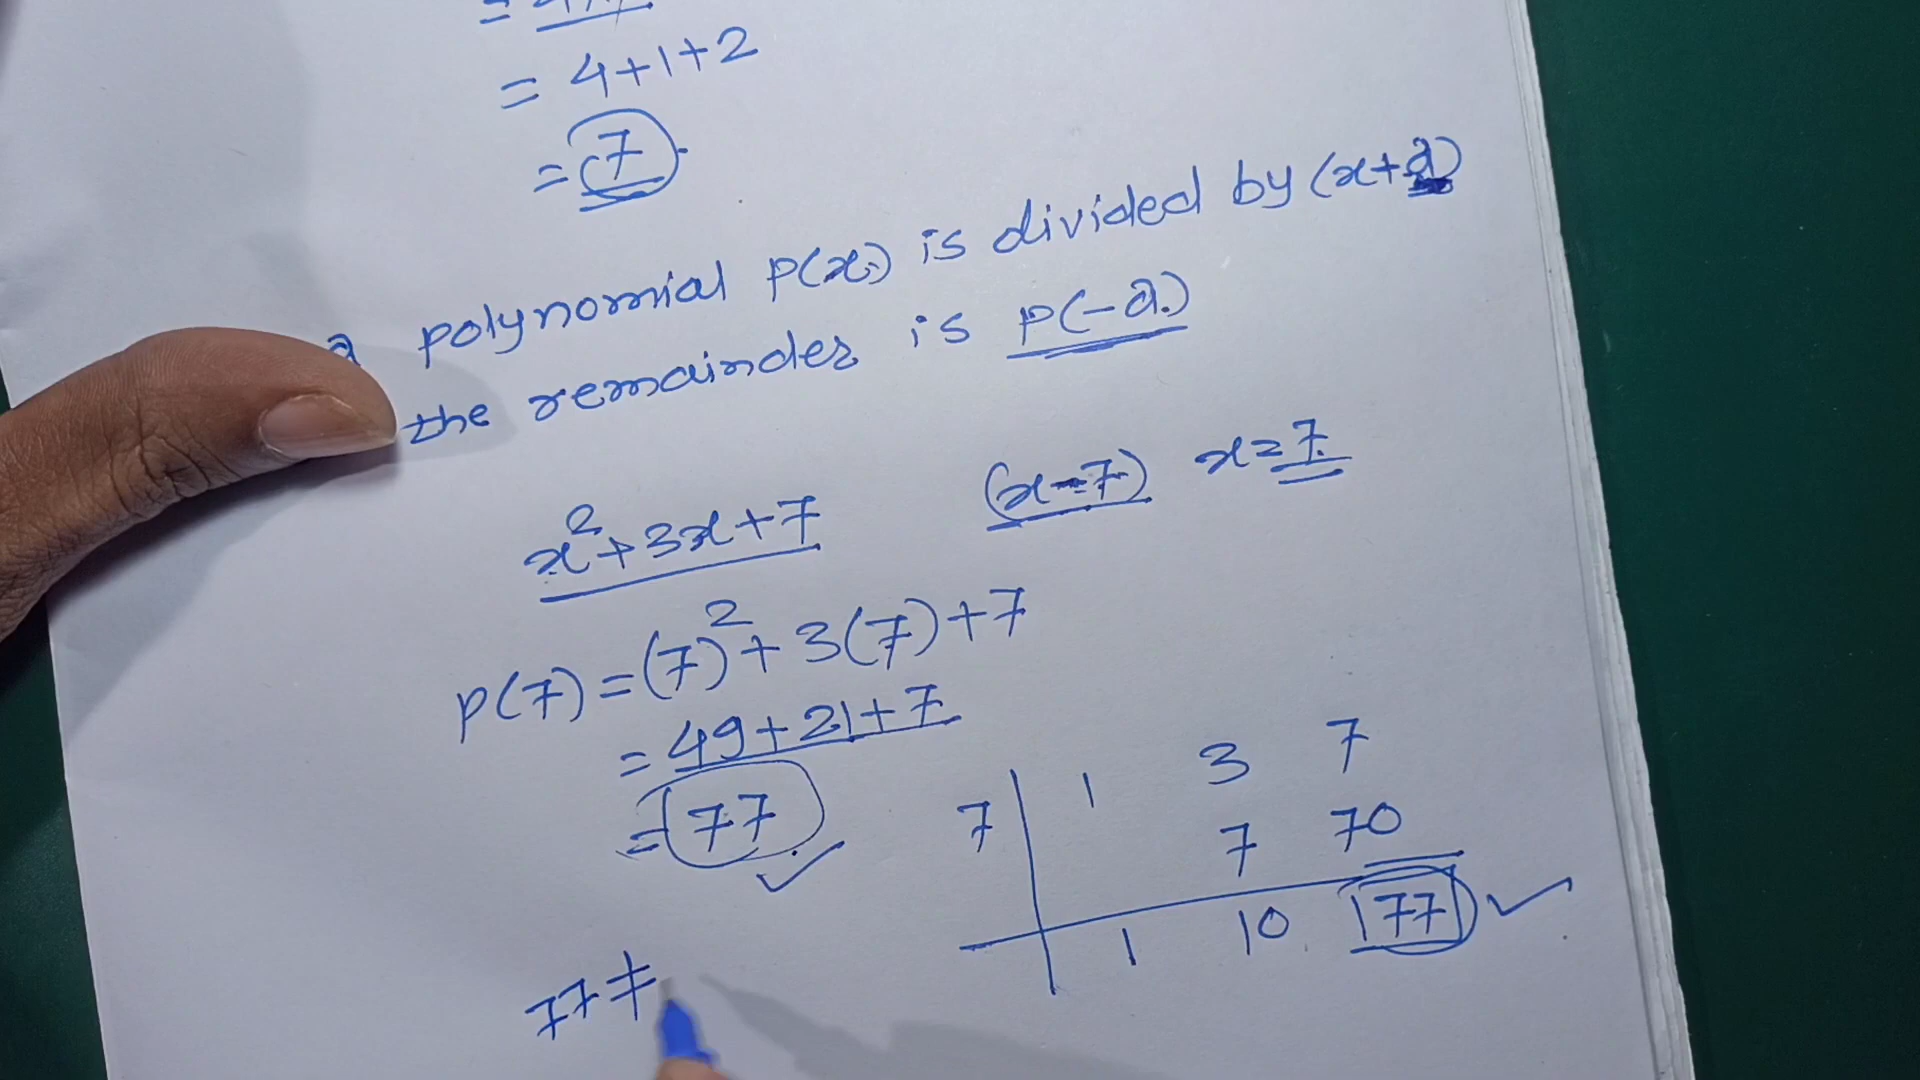 = 4+1+2
= 7
a polynomial p(x) is divided by (x+a)
the remainder is p(-a)
x²+3x+7 (x-7) x=7
p(7) = (7)²+3(7)+7
= 49+21+7
= 77
7 | 1 3 7
7 70
1 10 77
77 ≠